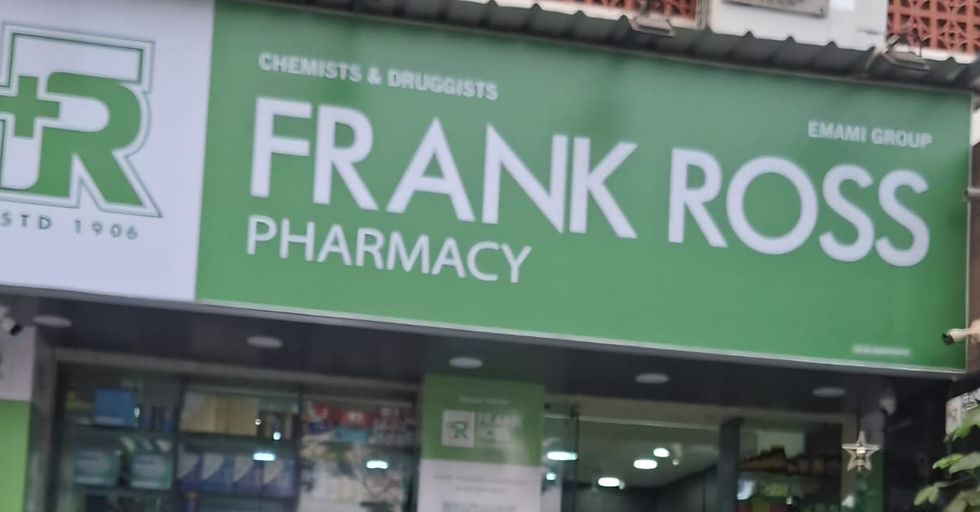 R
STD 1906
CHEMISTS & DRUGGISTS
EMAMI GROUP
FRANK ROSS
PHARMACY